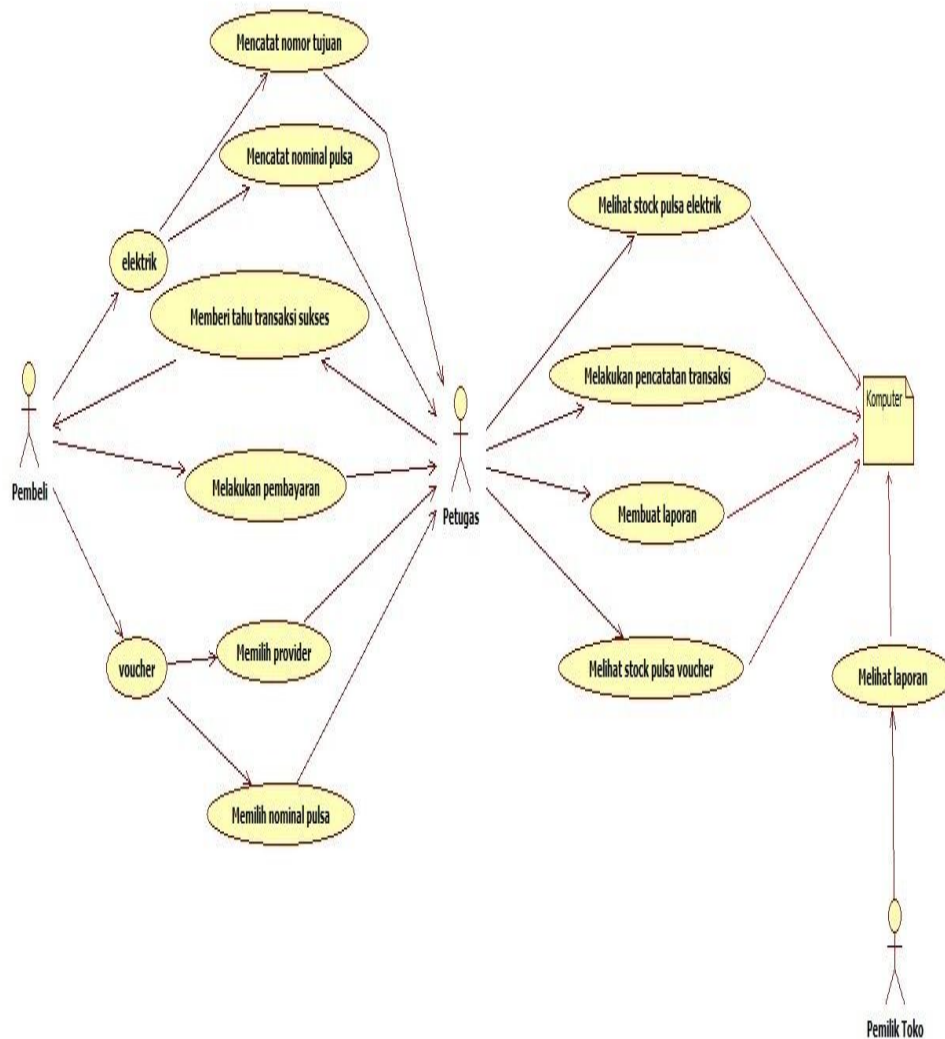 Mencatat nomor tujuan
Mencatat nominal pulsa
Melihat stock pulsa elektrik
elektrik
Memberi tahu transaksi sukses
Melakukan pencatatan transaksi
Komputer
Pembeli
Melakukan pembayaran
Petugas
Membuat laporan
voucher
Memilih provider
Melihat stock pulsa voucher
Melihat laporan
Memilih nominal pulsa
Pemilik Toko